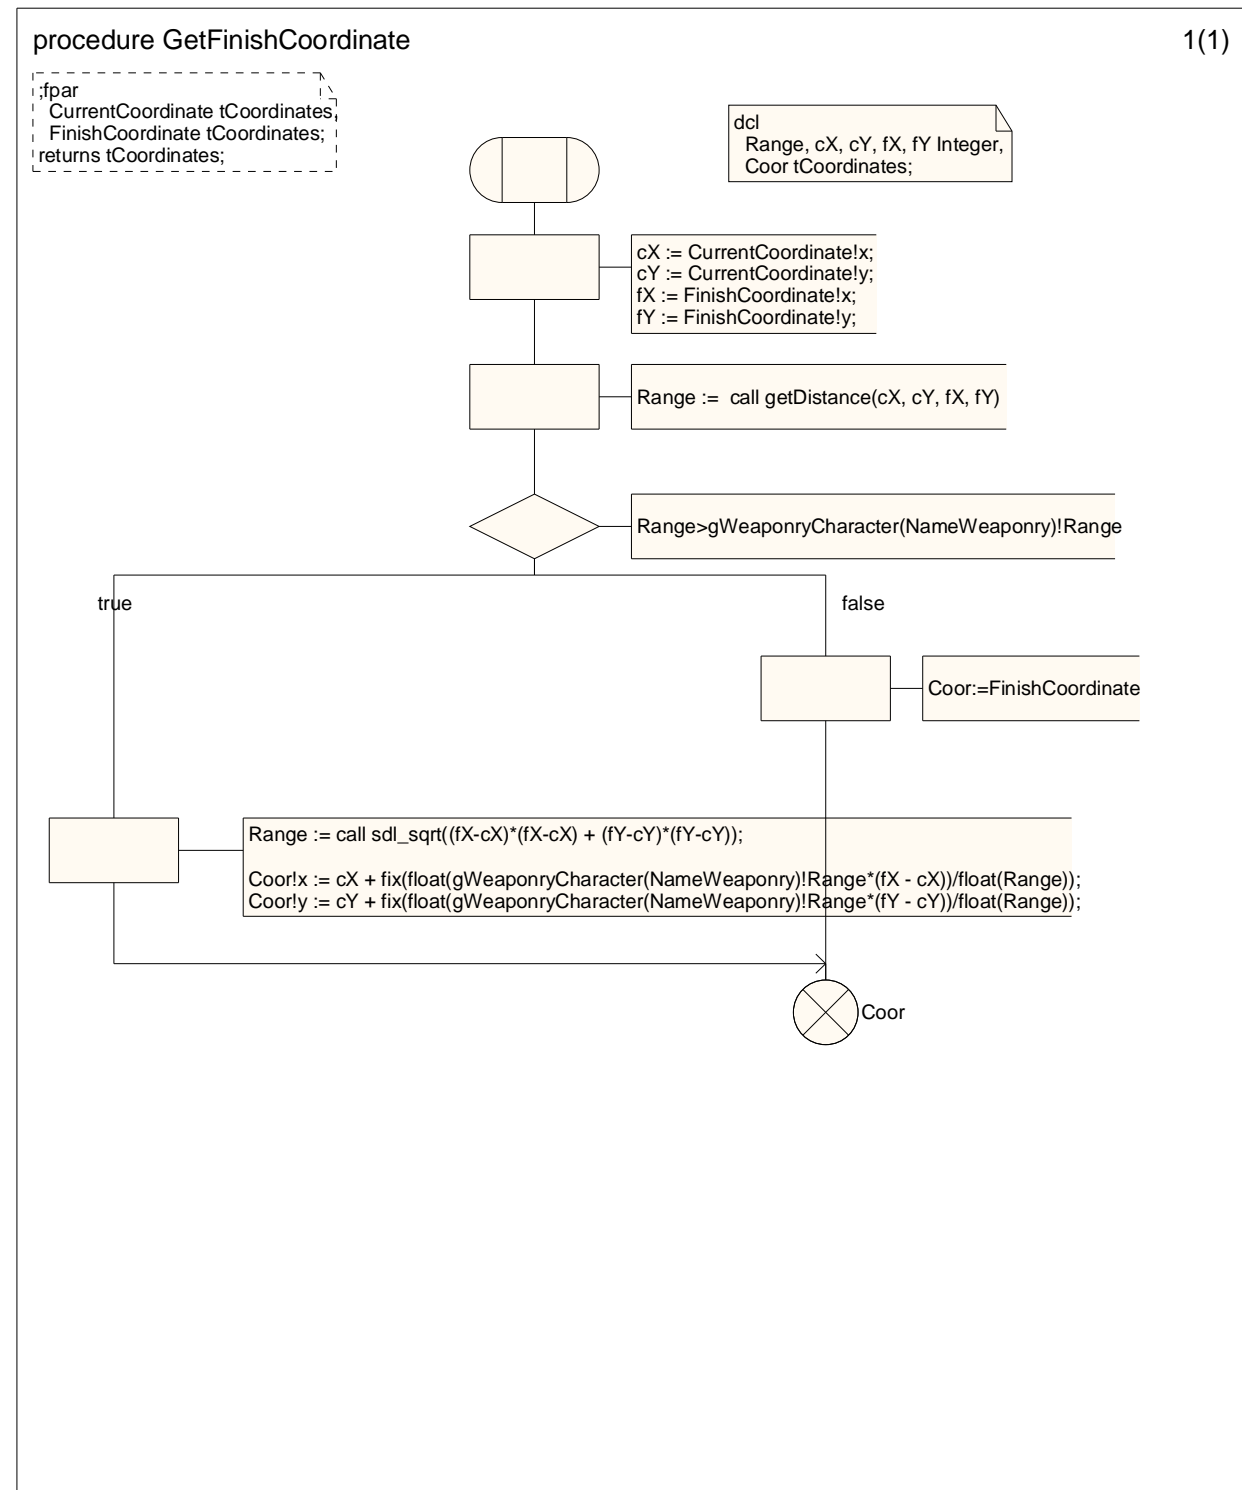 procedure GetFinishCoordinate
1(1)
;fpar
CurrentCoordinate tCoordinates,
FinishCoordinate tCoordinates;
returns tCoordinates;
dcl
Range, cX, cY, fX, fY Integer,
Coor tCoordinates;
cX := CurrentCoordinate!x;
cY := CurrentCoordinate!y;
fX := FinishCoordinate!x;
fY := FinishCoordinate!y;
Range :=  call getDistance(cX, cY, fX, fY)
Range>gWeaponryCharacter(NameWeaponry)!Range
true
false
Coor:=FinishCoordinate
Range := call sdl_sqrt((fX-cX)*(fX-cX) + (fY-cY)*(fY-cY));
Coor!x := cX + fix(float(gWeaponryCharacter(NameWeaponry)!Range*(fX - cX))/float(Range));
Coor!y := cY + fix(float(gWeaponryCharacter(NameWeaponry)!Range*(fY - cY))/float(Range));
Coor